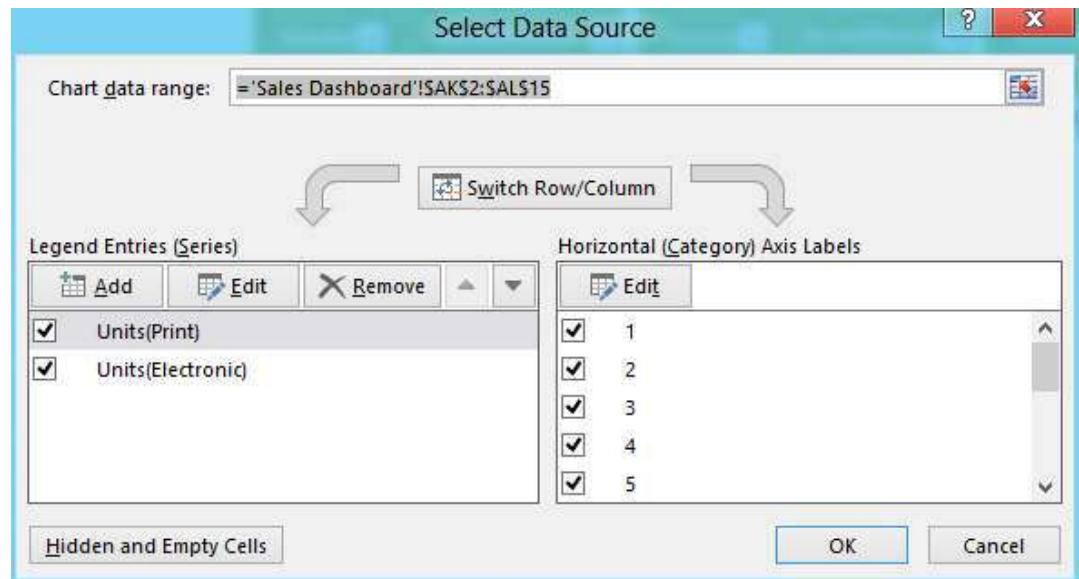 Select Data Source
?
Chart data range: ='Sales Dashboard'!$AK$2:$AL$15
Switch Row/Column
Legend Entries (Series)
Add Edit Remove
Units(Print)
Units(Electronic)
Horizontal (Category) Axis Labels
Edit
1
2
3
4
5
Hidden and Empty Cells
OK Cancel